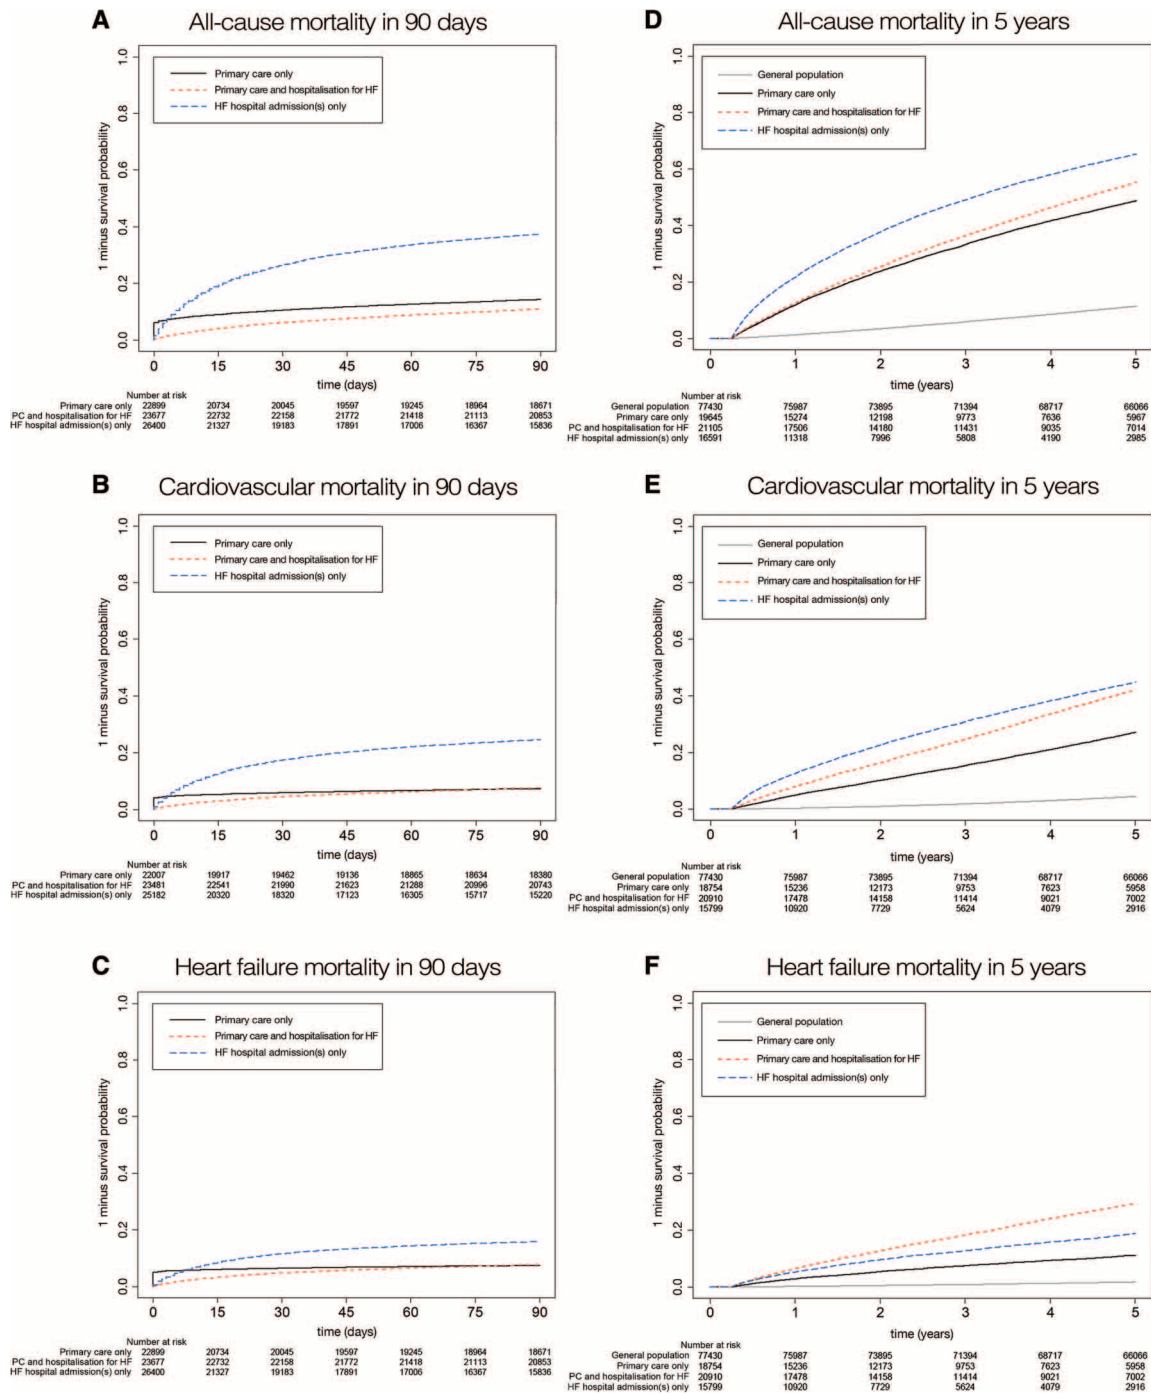 A All-cause mortality in 90 days
1 minus survival probability
0.0 0.2 0.4 0.6 0.8 1.0
Primary care only
Primary care and hospitalisation for HF
HF hospital admission(s) only
0 15 30 45 60 75 90
time (days)
Number at risk
Primary care only 22899 20734 20045 19597 19245 18964 18671
PC and hospitalisation for HF 23677 22732 22158 21772 21418 21113 20853
HF hospital admission(s) only 26400 21327 19183 17891 17006 16367 15836
D All-cause mortality in 5 years
1 minus survival probability
0.0 0.2 0.4 0.6 0.8 1.0
General population
Primary care only
Primary care and hospitalisation for HF
HF hospital admission(s) only
0 1 2 3 4 5
time (years)
Number at risk
General population 77430 75987 73895 71394 68717 66066
Primary care only 19645 15274 12198 9773 7636 5967
PC and hospitalisation for HF 21105 17506 14180 11431 9035 7014
HF hospital admission(s) only 16591 11318 7996 5808 4190 2985
B Cardiovascular mortality in 90 days
1 minus survival probability
0.0 0.2 0.4 0.6 0.8 1.0
Primary care only
Primary care and hospitalisation for HF
HF hospital admission(s) only
0 15 30 45 60 75 90
time (days)
Number at risk
Primary care only 22007 19917 19462 19136 18865 18634 18380
PC and hospitalisation for HF 23481 22541 21990 21623 21288 20996 20743
HF hospital admission(s) only 25182 20320 18320 17123 16305 15717 15220
E Cardiovascular mortality in 5 years
1 minus survival probability
0.0 0.2 0.4 0.6 0.8 1.0
General population
Primary care only
Primary care and hospitalisation for HF
HF hospital admission(s) only
0 1 2 3 4 5
time (years)
Number at risk
General population 77430 75987 73895 71394 68717 66066
Primary care only 18754 15236 12173 9753 7623 5958
PC and hospitalisation for HF 20910 17478 14158 11414 9021 7002
HF hospital admission(s) only 15799 10920 7729 5624 4079 2916
C Heart failure mortality in 90 days
1 minus survival probability
0.0 0.2 0.4 0.6 0.8 1.0
Primary care only
Primary care and hospitalisation for HF
HF hospital admission(s) only
0 15 30 45 60 75 90
time (days)
Number at risk
Primary care only 22899 20734 20045 19597 19245 18964 18671
PC and hospitalisation for HF 23677 22732 22158 21772 21418 21113 20853
HF hospital admission(s) only 26400 21327 19183 17891 17006 16367 15836
F Heart failure mortality in 5 years
1 minus survival probability
0.0 0.2 0.4 0.6 0.8 1.0
General population
Primary care only
Primary care and hospitalisation for HF
HF hospital admission(s) only
0 1 2 3 4 5
time (years)
Number at risk
General population 77430 75987 73895 71394 68717 66066
Primary care only 18754 15236 12173 9753 7623 5958
PC and hospitalisation for HF 20910 17478 14158 11414 9021 7002
HF hospital admission(s) only 15799 10920 7729 5624 4079 2916